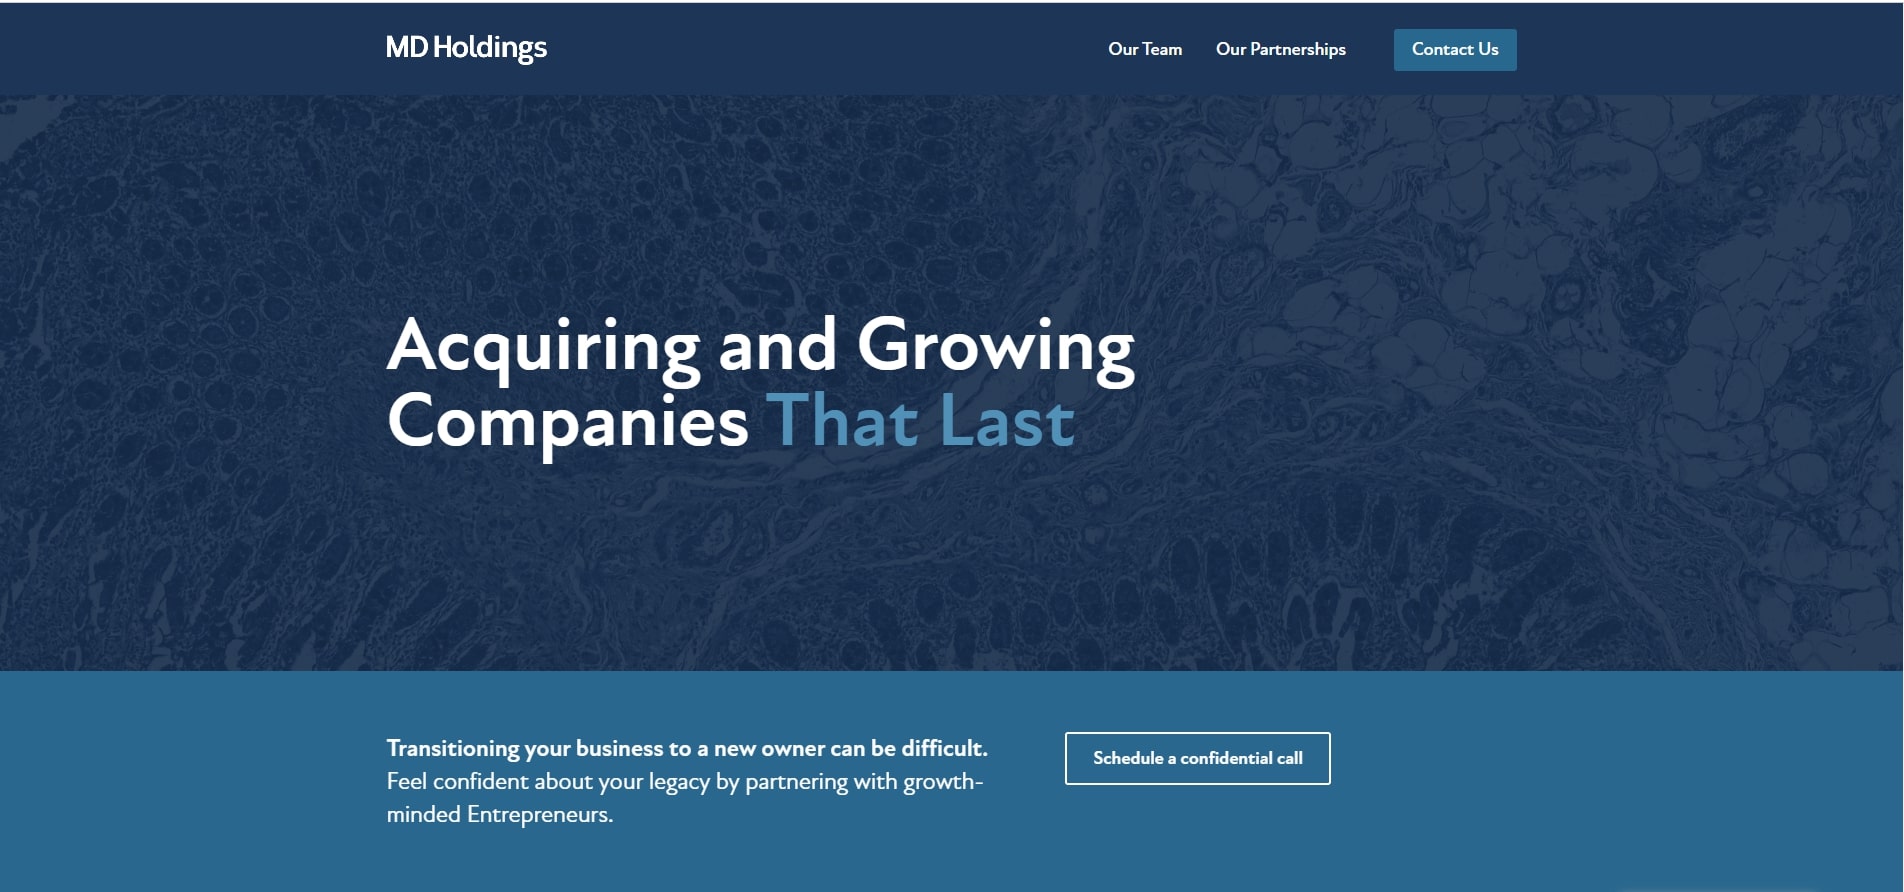 MD Holdings
Our Team
Our Partnerships
Contact Us
Acquiring and Growing
Companies That Last
Transitioning your business to a new owner can be difficult.
Feel confident about your legacy by partnering with growth-
minded Entrepreneurs.
Schedule a confidential call